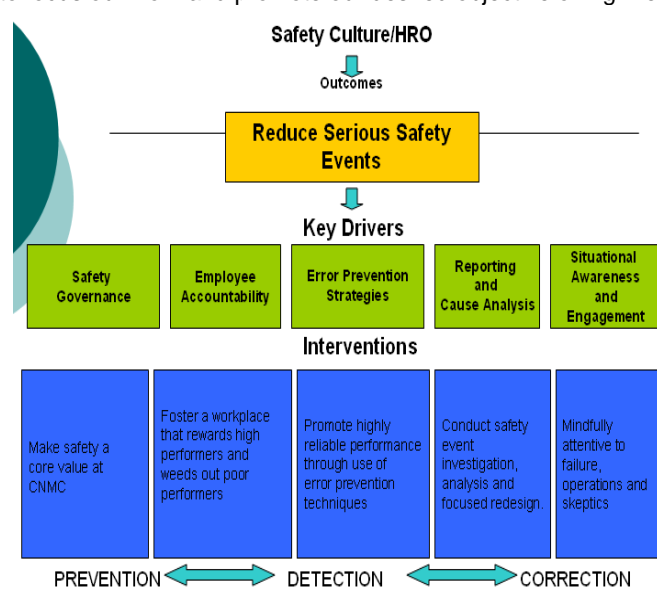 Safety Culture/HRO
Outcomes
Reduce Serious Safety
Events
Key Drivers
Safety
Governance
Employee
Accountability
Error Prevention
Strategies
Reporting
and
Cause Analysis
Situational
Awareness
and
Engagement
Interventions
Make safety a
core value at
CNMC
Foster a workplace
that rewards high
performers and
weeds out poor
performers
Promote highly
reliable performance
through use of
error prevention
techniques
Conduct safety
event
investigation,
analysis and
focused redesign.
Mindfully
attentive to
failure,
operations and
skeptics
PREVENTION DETECTION CORRECTION